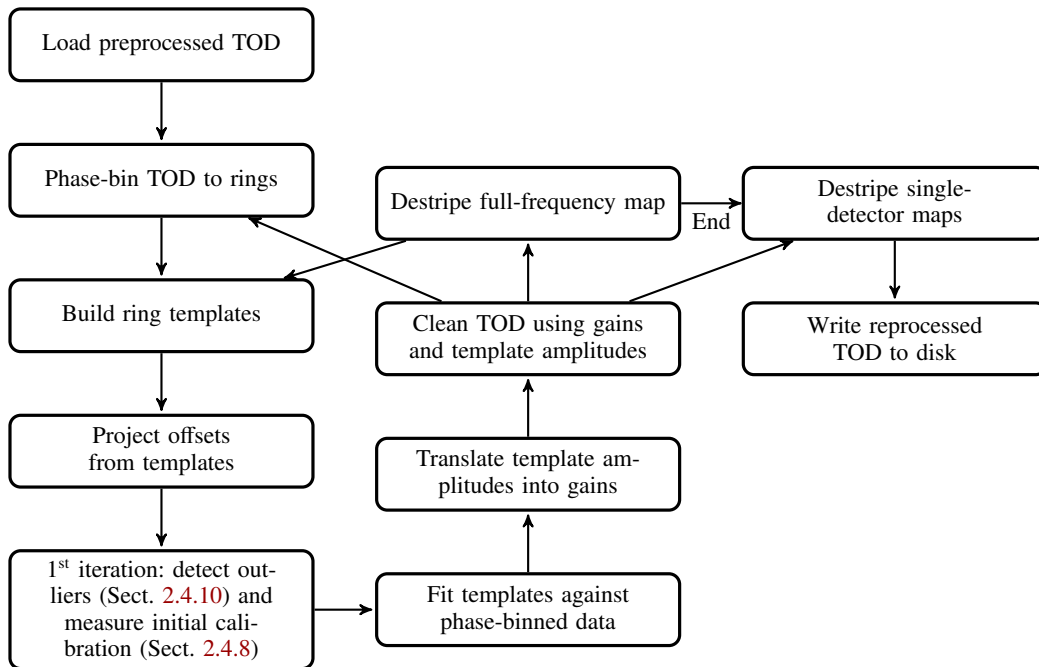 Load preprocessed TOD
Phase-bin TOD to rings
Build ring templates
Project offsets
from templates
1st iteration: detect out-
liers (Sect. 2.4.10) and
measure initial cali-
bration (Sect. 2.4.8)
Fit templates against
phase-binned data
Translate template am-
plitudes into gains
Clean TOD using gains
and template amplitudes
Destripe full-frequency map
End
Destripe single-
detector maps
Write reprocessed
TOD to disk